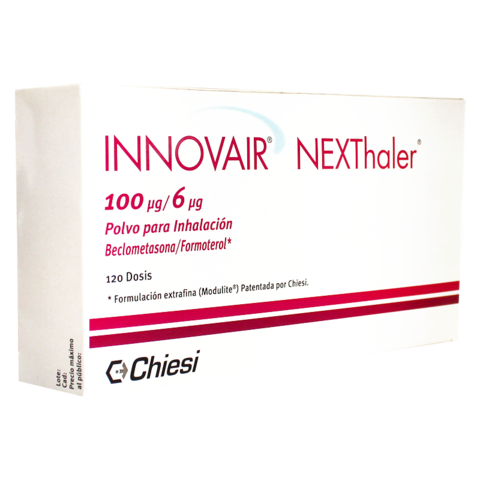 INNOVAIR® NEXThaler®
100 µg/6 µg
Polvo para Inhalación
Beclometasona/Formoterol*
120 Dosis
* Formulación extrafina (Modulite®) Patentada por Chiesi.
Chiesi
Lote:
Cad:
Precio máximo
al público: